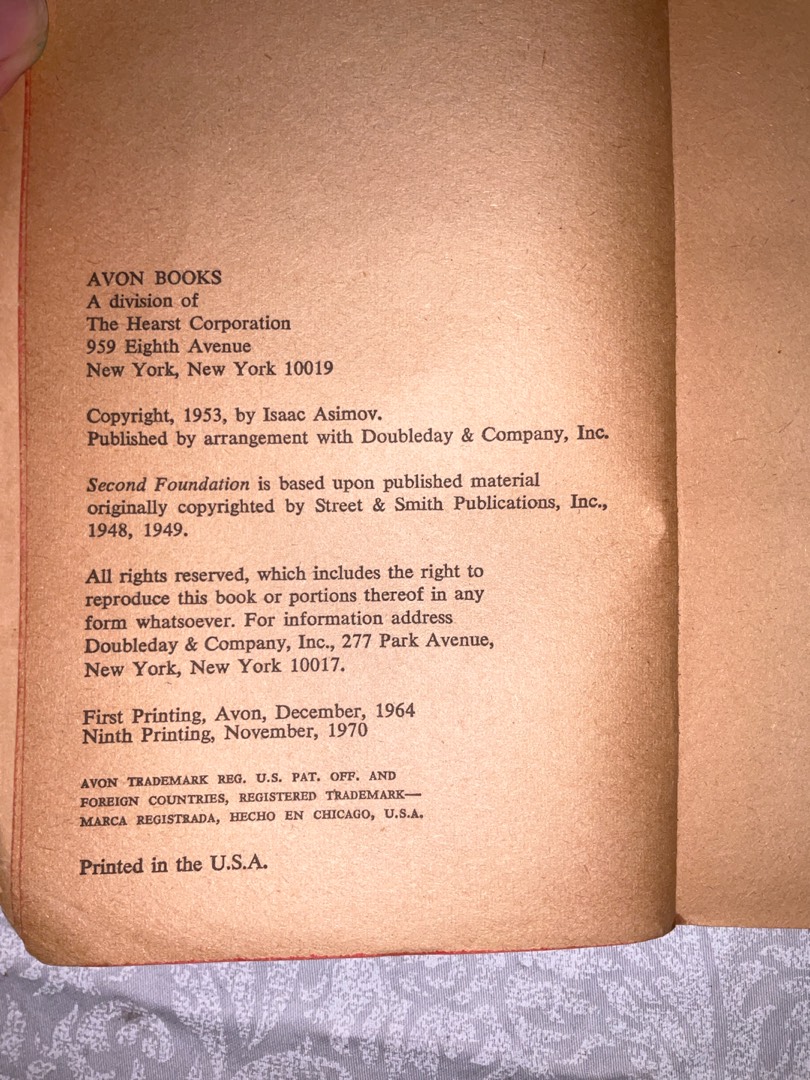 AVON BOOKS
A division of
The Hearst Corporation
959 Eighth Avenue
New York, New York 10019
Copyright, 1953, by Isaac Asimov.
Published by arrangement with Doubleday & Company, Inc.
Second Foundation is based upon published material
originally copyrighted by Street & Smith Publications, Inc.,
1948, 1949.
All rights reserved, which includes the right to
reproduce this book or portions thereof in any
form whatsoever. For information address
Doubleday & Company, Inc., 277 Park Avenue,
New York, New York 10017.
First Printing, Avon, December, 1964
Ninth Printing, November, 1970
AVON TRADEMARK REG. U.S. PAT. OFF. AND
FOREIGN COUNTRIES, REGISTERED TRADEMARK—
MARCA REGISTRADA, HECHO EN CHICAGO, U.S.A.
Printed in the U.S.A.